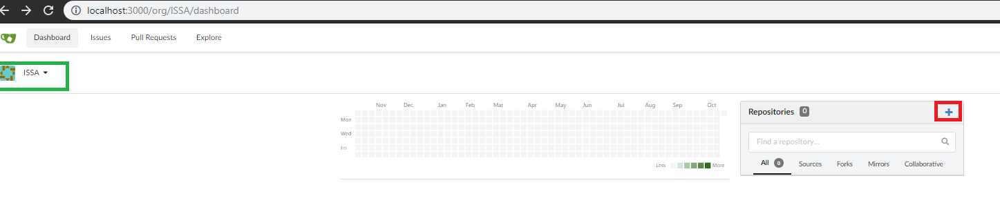 localhost:3000/org/ISSA/dashboard
Dashboard Issues Pull Requests Explore
ISSA
Nov Dec Jan Feb Mar Apr May Jun Jul Aug Sep Oct
Mon
Wed
Fri
Less More
Repositories 0
Find a repository...
All 0 Sources Forks Mirrors Collaborative